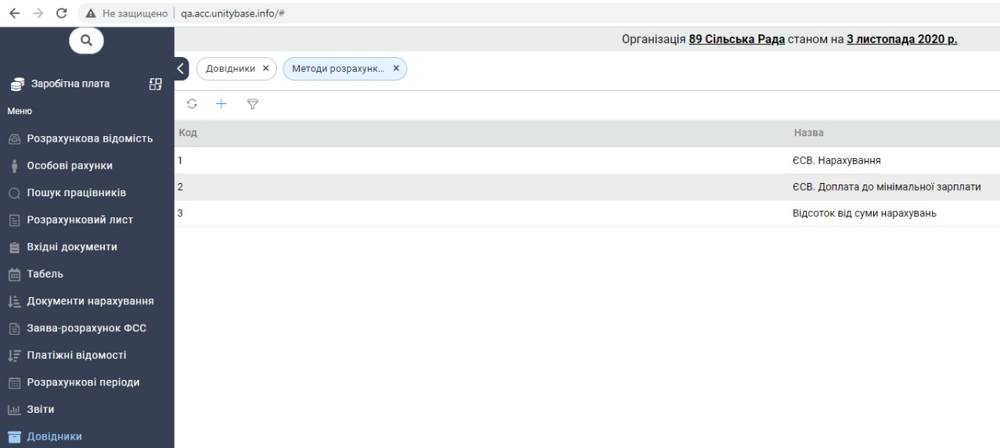 Не защищено | qa.acc.unitybase.info/#
Організація 89 Сільська Рада станом на 3 листопада 2020 р.
Довідники ×
Методи розрахунк... ×
Заробітна плата
Меню
Розрахункова відомість
Особові рахунки
Пошук працівників
Розрахунковий лист
Вхідні документи
Табель
Документи нарахування
Заява-розрахунок ФСС
Платіжні відомості
Розрахункові періоди
Звіти
Довідники
Код Назва
1 ЄСВ. Нарахування
2 ЄСВ. Доплата до мінімальної зарплати
3 Відсоток від суми нарахувань